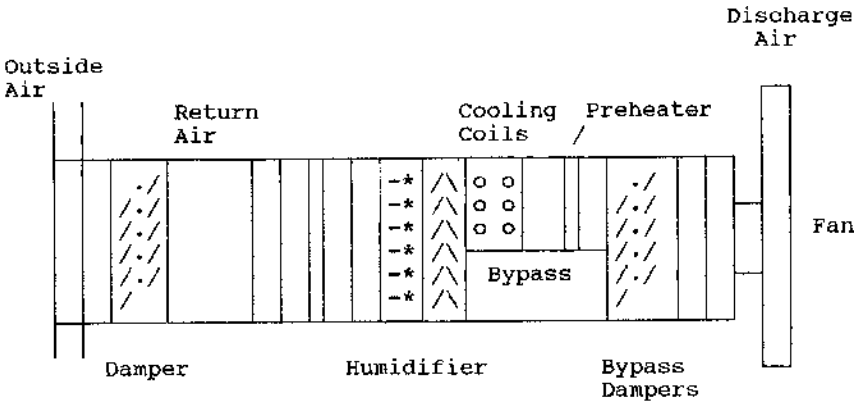 Discharge
Air
Outside
Air
Return
Air
Cooling
Coils
Preheater
Fan
Bypass
Damper
Humidifier
Bypass
Dampers